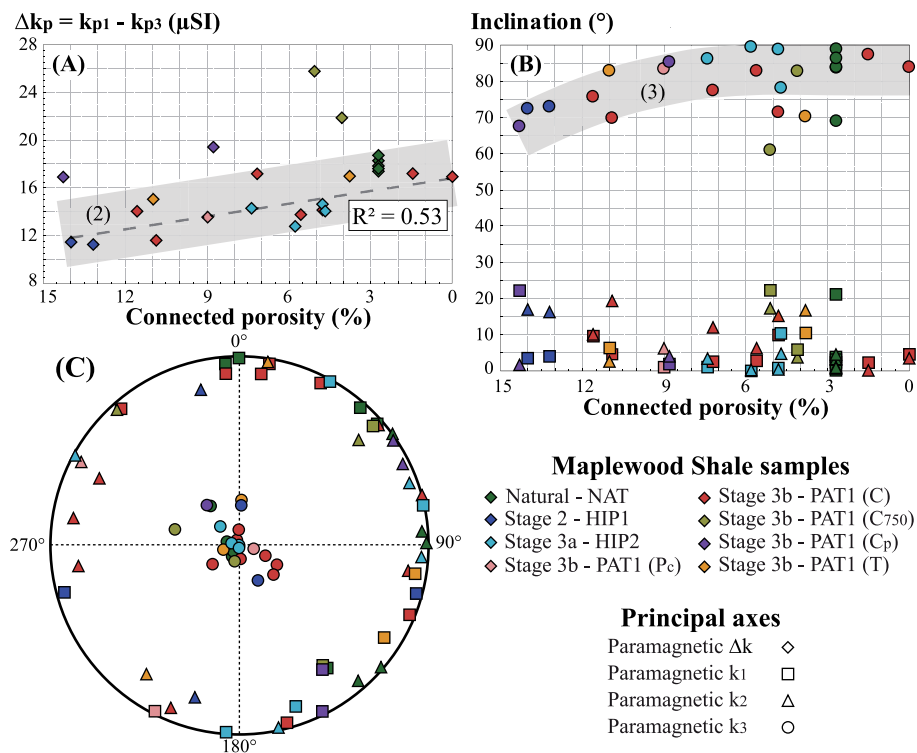 Δkp = kp1 - kp3 (μSI)
28
24
20
16
12
8
(A)
(2)
R² = 0.53
15 12 9 6 3 0
Connected porosity (%)
Inclination (°)
90
80
70
60
50
40
30
20
10
0
(B)
(3)
15 12 9 6 3 0
Connected porosity (%)
(C)
0°
270°
90°
180°
Maplewood Shale samples
Natural - NAT
Stage 2 - HIP1
Stage 3a - HIP2
Stage 3b - PAT1 (Pc)
Stage 3b - PAT1 (C)
Stage 3b - PAT1 (C750)
Stage 3b - PAT1 (Cp)
Stage 3b - PAT1 (T)
Principal axes
Paramagnetic Δk
Paramagnetic k1
Paramagnetic k2
Paramagnetic k3